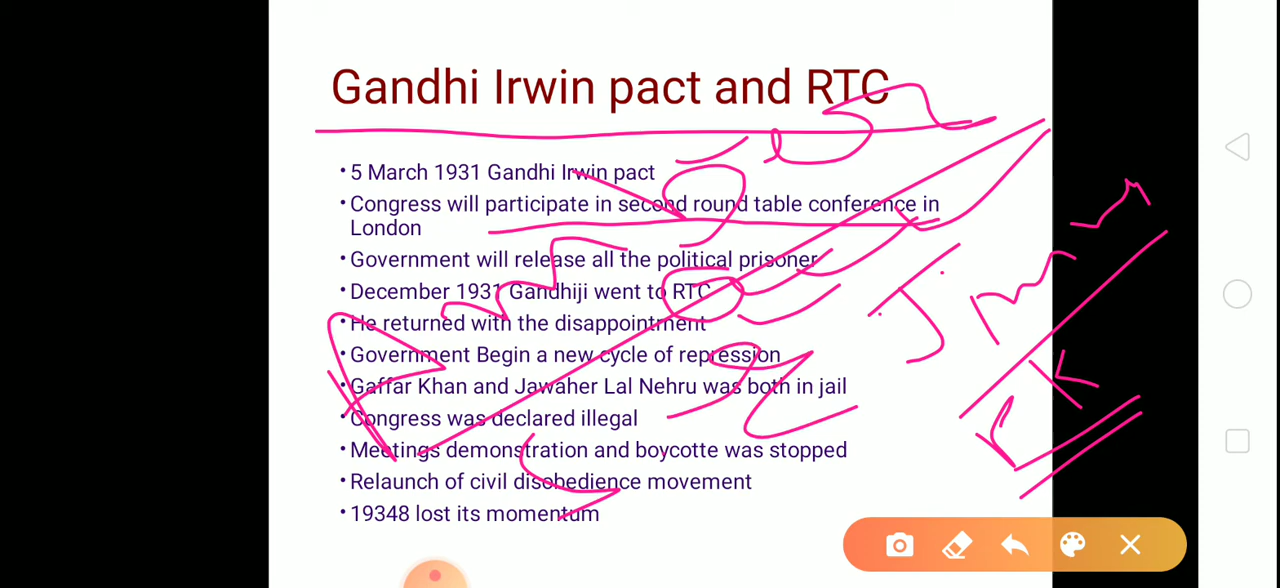 Gandhi Irwin pact and RTC
• 5 March 1931 Gandhi Irwin pact
• Congress will participate in second round table conference in
London
• Government will release all the political prisoner
• December 1931 Gandhiji went to RTC
• He returned with the disappointment
• Government Begin a new cycle of repression
• Gaffar Khan and Jawaher Lal Nehru was both in jail
• Congress was declared illegal
• Meetings demonstration and boycotte was stopped
• Relaunch of civil disobedience movement
• 19348 lost its momentum